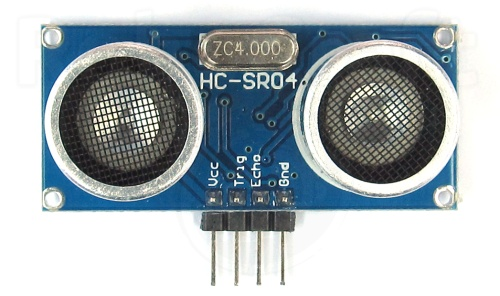 ZC4.000
HC-SR04
Vcc
Trig
Echo
Gnd